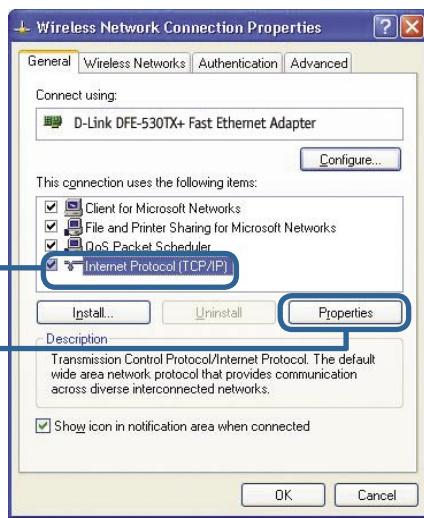 Wireless Network Connection Properties
General Wireless Networks Authentication Advanced
Connect using:
D-Link DFE-530TX+ Fast Ethernet Adapter
Configure...
This connection uses the following items:
Client for Microsoft Networks
File and Printer Sharing for Microsoft Networks
QoS Packet Scheduler
Internet Protocol (TCP/IP)
Install... Uninstall Properties
Description
Transmission Control Protocol/Internet Protocol. The default
wide area network protocol that provides communication
across diverse interconnected networks.
Show icon in notification area when connected
OK Cancel